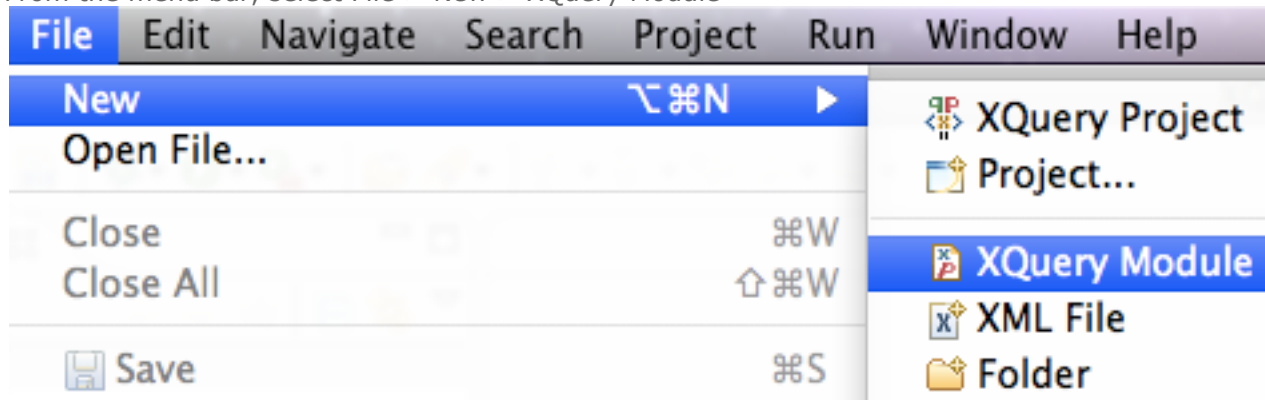 File Edit Navigate Search Project Run Window Help
New ⌥⌘N ▶
Open File...
Close ⌘W
Close All ⇧⌘W
Save ⌘S
XQuery Project
Project...
XQuery Module
XML File
Folder